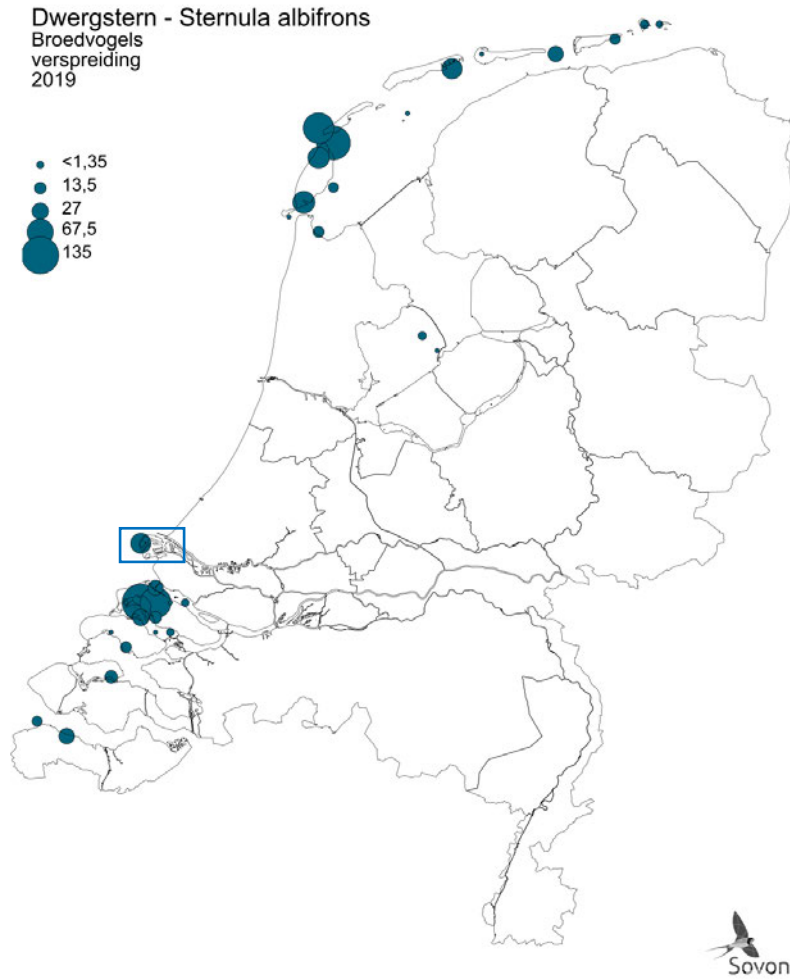 Dwergstern - Sternula albifrons
Broedvogels
verspreiding
2019
<1,35
13,5
27
67,5
135
Sovon